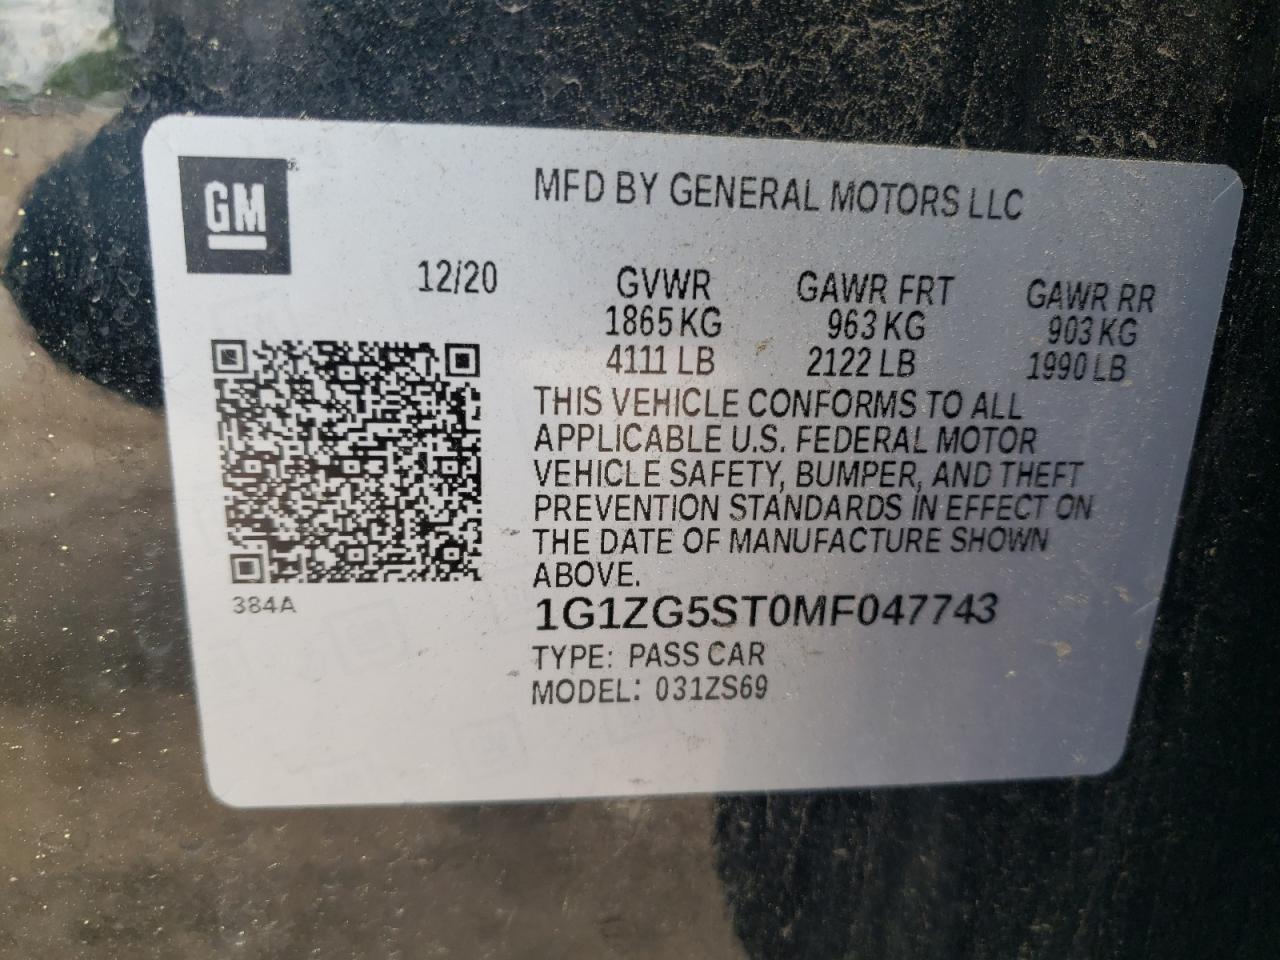 GM
MFD BY GENERAL MOTORS LLC
12/20
GVWR GAWR FRT GAWR RR
1865 KG 963 KG 903 KG
4111 LB 2122 LB 1990 LB
THIS VEHICLE CONFORMS TO ALL
APPLICABLE U.S. FEDERAL MOTOR
VEHICLE SAFETY, BUMPER, AND THEFT
PREVENTION STANDARDS IN EFFECT ON
THE DATE OF MANUFACTURE SHOWN
ABOVE.
384A
1G1ZG5ST0MF047743
TYPE: PASS CAR
MODEL: 031ZS69